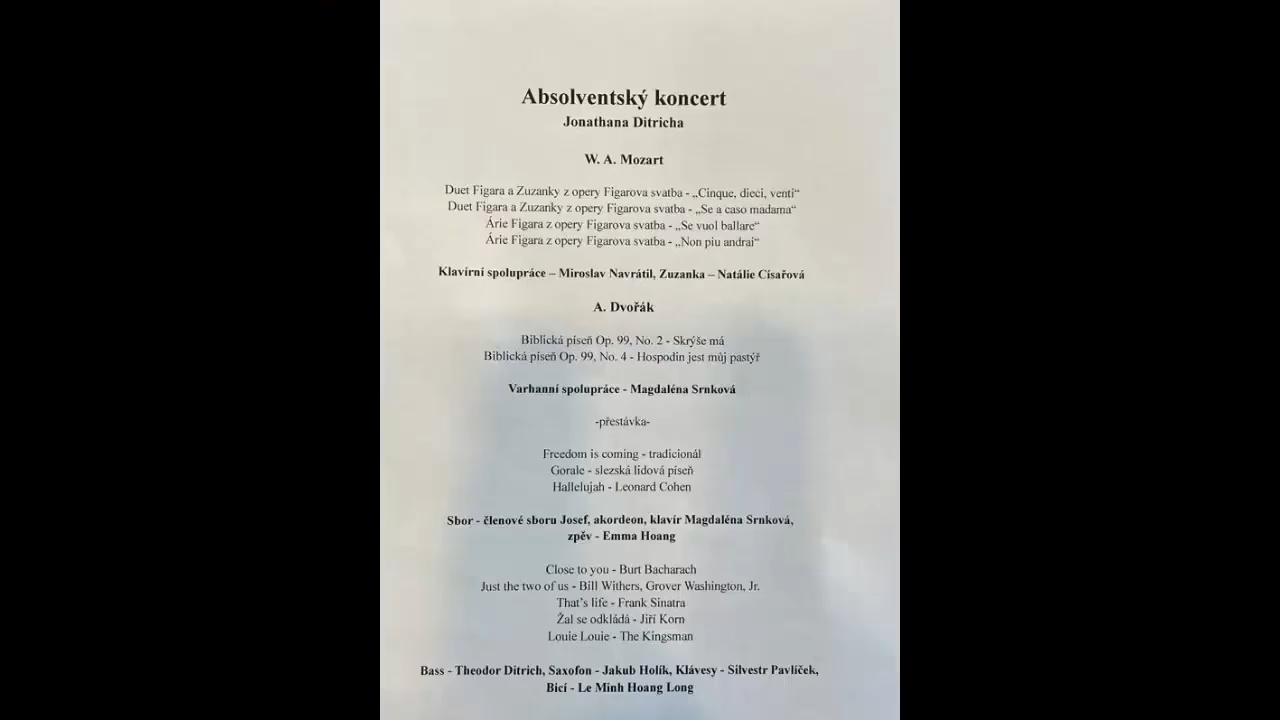 Absolventský koncert
Jonathana Ditricha
W. A. Mozart
Duet Figara a Zuzanky z opery Figarova svatba - „Cinque, dieci, venti“
Duet Figara a Zuzanky z opery Figarova svatba - „Se a caso madama“
Árie Figara z opery Figarova svatba - „Se vuol ballare“
Árie Figara z opery Figarova svatba - „Non piu andrai“
Klavírní spolupráce – Miroslav Navrátil, Zuzanka – Natálie Císařová
A. Dvořák
Biblická píseň Op. 99, No. 2 - Skrýše má
Biblická píseň Op. 99, No. 4 - Hospodin jest můj pastýř
Varhanní spolupráce - Magdaléna Srnková
-přestávka-
Freedom is coming - tradicionál
Gorale - slezská lidová píseň
Hallelujah - Leonard Cohen
Sbor - členové sboru Josef, akordeon, klavír Magdaléna Srnková,
zpěv - Emma Hoang
Close to you - Burt Bacharach
Just the two of us - Bill Withers, Grover Washington, Jr.
That's life - Frank Sinatra
Žal se odkládá - Jiří Korn
Louie Louie - The Kingsman
Bass - Theodor Ditrich, Saxofon - Jakub Holík, Klávesy - Silvestr Pavlíček,
Bicí - Le Minh Hoang Long